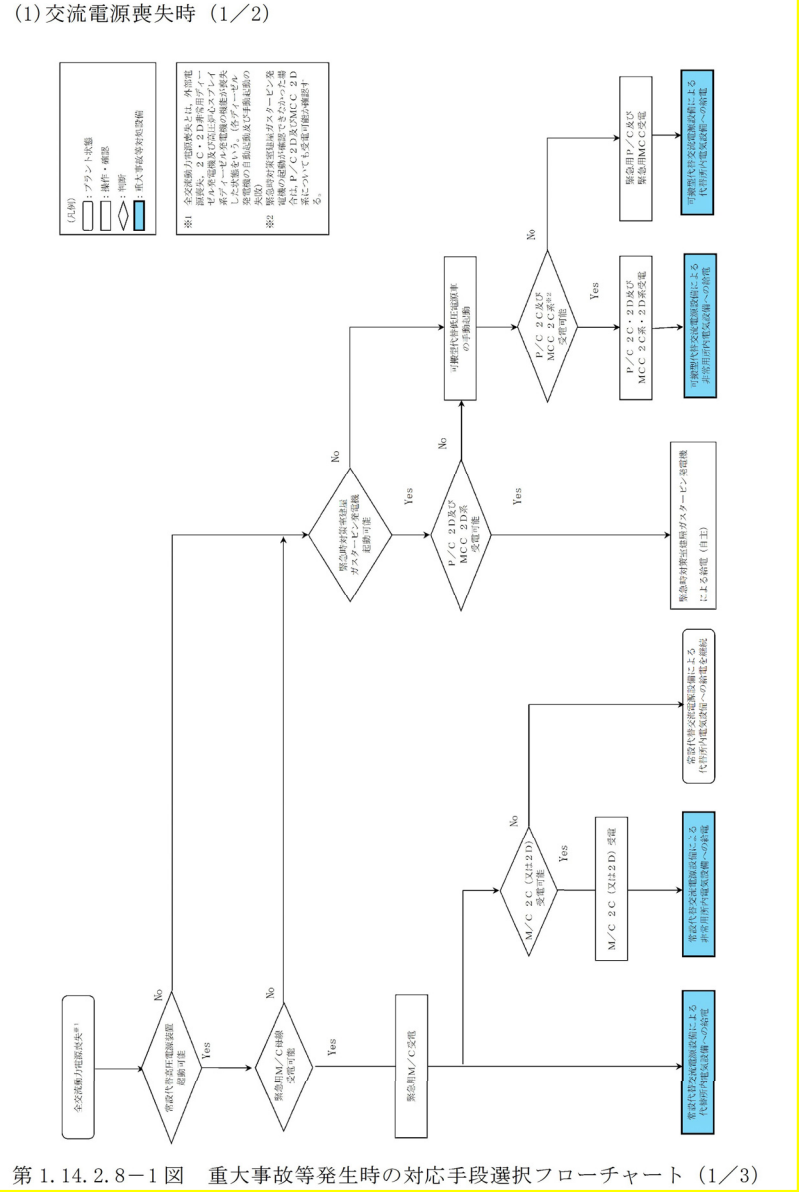 (1)交流電源喪失時（1／2）
(凡例)
：プラント状態
：操作・確認
：判断
：重大事故等対処設備
※1 全交流動力電源喪失とは，外部電
源喪失，２Ｃ・２Ｄ非常用ディー
ゼル発電機及び高圧炉心スプレイ
系ディーゼル発電機の機能が喪失
した状態をいう。（各ディーゼル
発電機の自動起動及び手動起動の
失敗）
※2 緊急時対策室建屋ガスタービン発
電機の起動が確認できなかった場
合は，Ｐ／Ｃ２Ｄ及びＭＣＣ ２Ｄ
系についても受電可能か確認す
る。
全交流動力電源喪失※1
常設代替高圧電源装置
起動可能
No
Yes
緊急用Ｍ／Ｃ母線
受電可能
No
Yes
緊急用Ｍ／Ｃ受電
常設代替交流電源設備による
代替所内電気設備への給電
Ｍ／Ｃ ２Ｃ（又は２Ｄ）
受電可能
No
Yes
Ｍ／Ｃ ２Ｃ（又は２Ｄ）受電
常設代替交流電源設備による
非常用所内電気設備への給電
常設代替交流電源設備による
代替所内電気設備への給電を継続
緊急時対策室建屋
ガスタービン発電機
起動可能
No
Yes
Ｐ／Ｃ ２Ｄ及び
ＭＣＣ ２Ｄ系
受電可能
No
Yes
緊急時対策室建屋ガスタービン発電機
による給電（自主）
可搬型代替低圧電源車
の手動起動
Ｐ／Ｃ ２Ｃ及び
ＭＣＣ ２Ｃ系※2
受電可能
No
Yes
Ｐ／Ｃ ２Ｃ・２Ｄ及び
ＭＣＣ ２Ｃ系・２Ｄ系受電
可搬型代替交流電源設備による
非常用所内電気設備への給電
緊急用Ｐ／Ｃ及び
緊急用ＭＣＣ受電
可搬型代替交流電源設備による
代替所内電気設備への給電
第 1.14.2.8－1 図　重大事故等発生時の対応手段選択フローチャート（1／3）